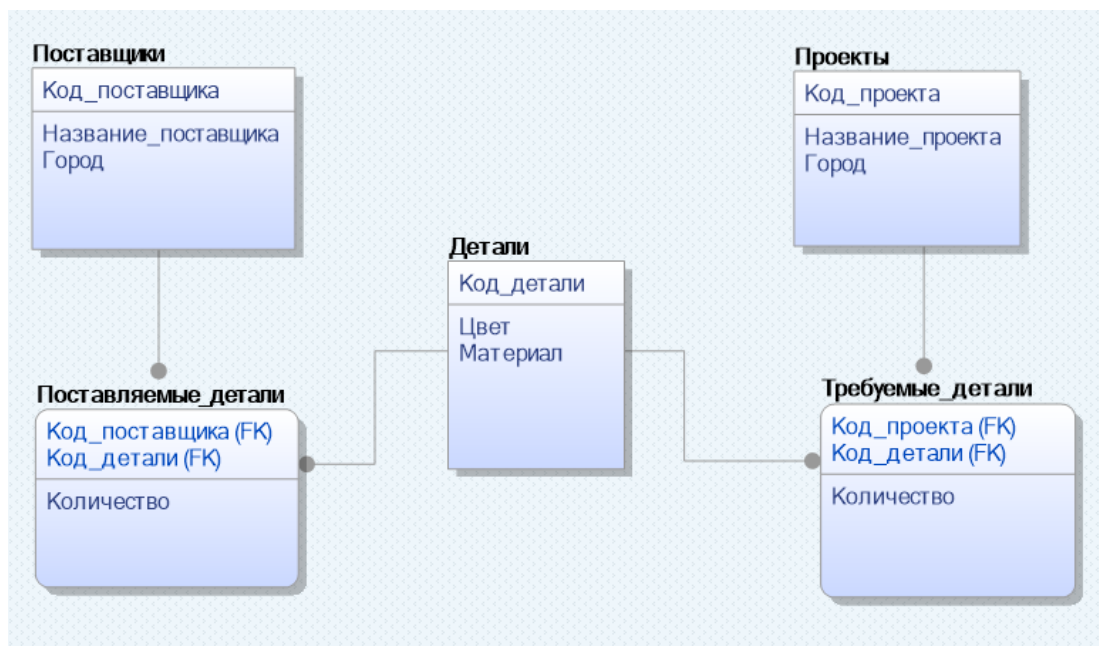 Поставщики
Код_поставщика
Название_поставщика
Город
Проекты
Код_проекта
Название_проекта
Город
Детали
Код_детали
Цвет
Материал
Поставляемые_детали
Код_поставщика (FK)
Код_детали (FK)
Количество
Требуемые_детали
Код_проекта (FK)
Код_детали (FK)
Количество